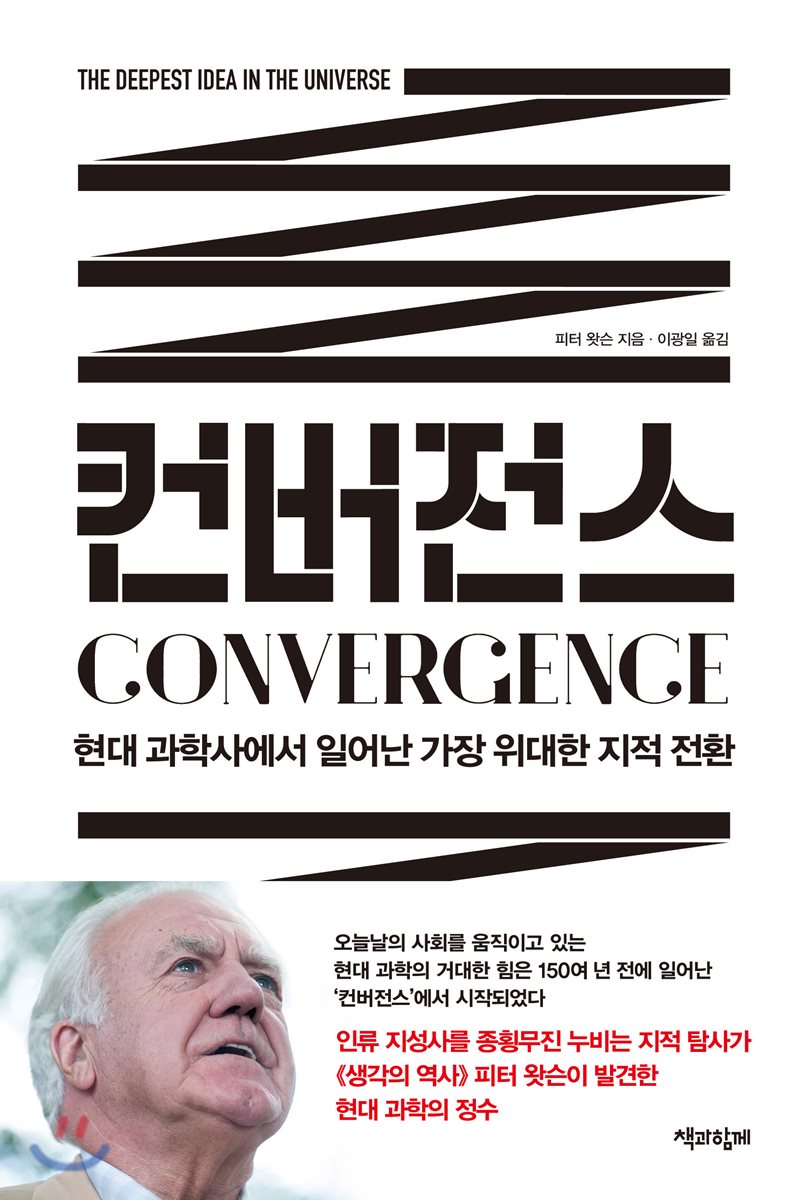 THE DEEPEST IDEA IN THE UNIVERSE
피터 왓슨 지음 · 이광일 옮김
컨버전스
CONVERGENCE
현대 과학사에서 일어난 가장 위대한 지적 전환
오늘날의 사회를 움직이고 있는
현대 과학의 거대한 힘은 150여 년 전에 일어난
‘컨버전스’에서 시작되었다
인류 지성사를 종횡무진 누비는 지적 탐사가
《생각의 역사》 피터 왓슨이 발견한
현대 과학의 정수
책과함께